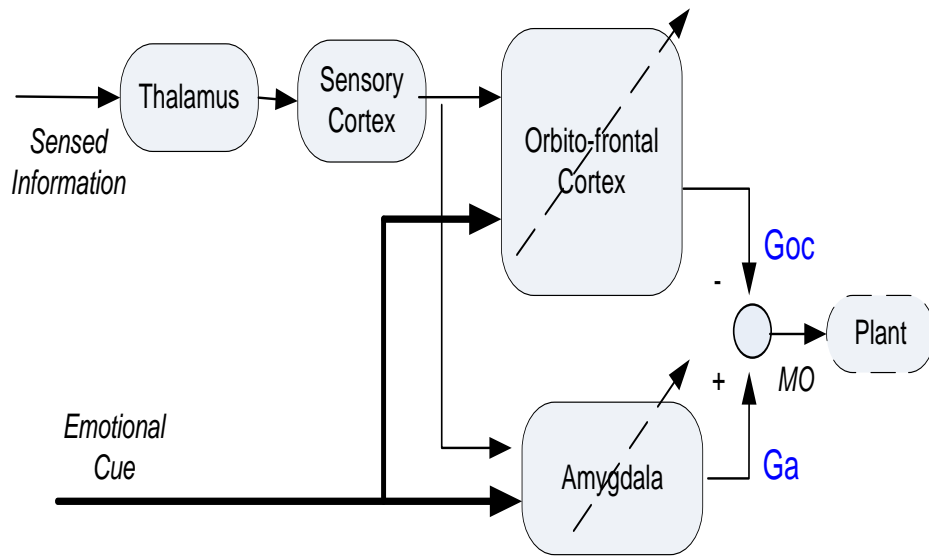 Thalamus
Sensory
Cortex
Sensed
Information
Orbito-frontal
Cortex
Goc
-
Plant
+
MO
Emotional
Cue
Amygdala
Ga